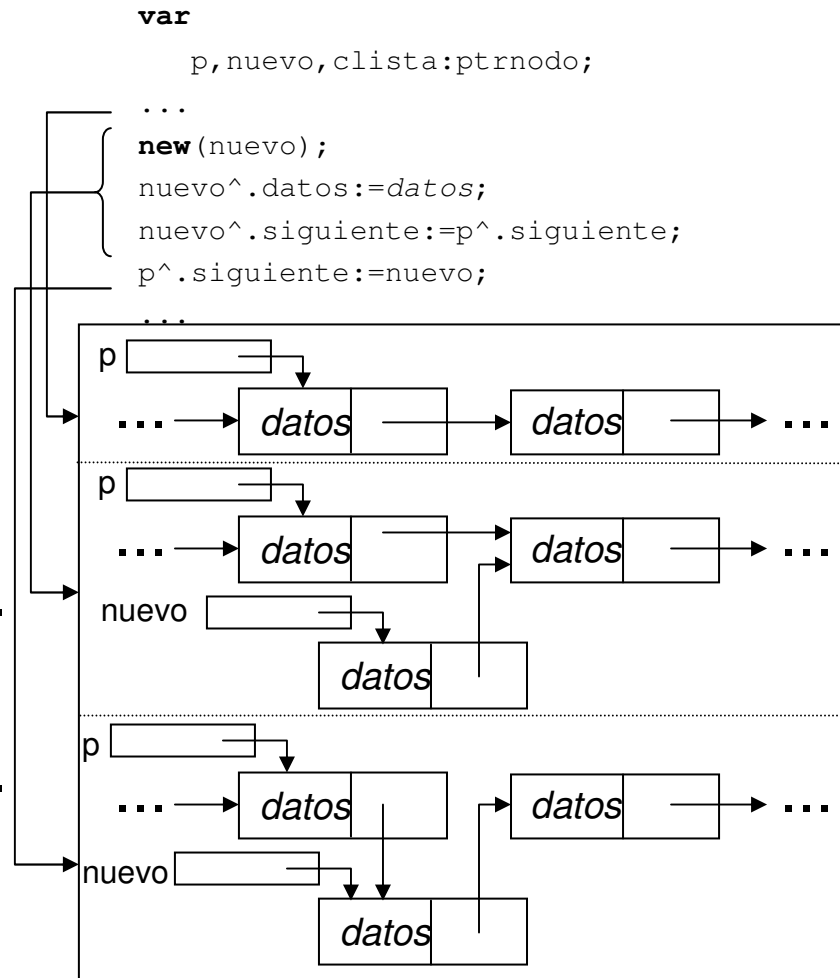 var
p,nuevo,clista:ptrnodo;
...
new(nuevo);
nuevo^.datos:=datos;
nuevo^.siguiente:=p^.siguiente;
p^.siguiente:=nuevo;
...
p
... datos datos ...
p
... datos datos ...
nuevo
datos
p
... datos datos ...
nuevo
datos